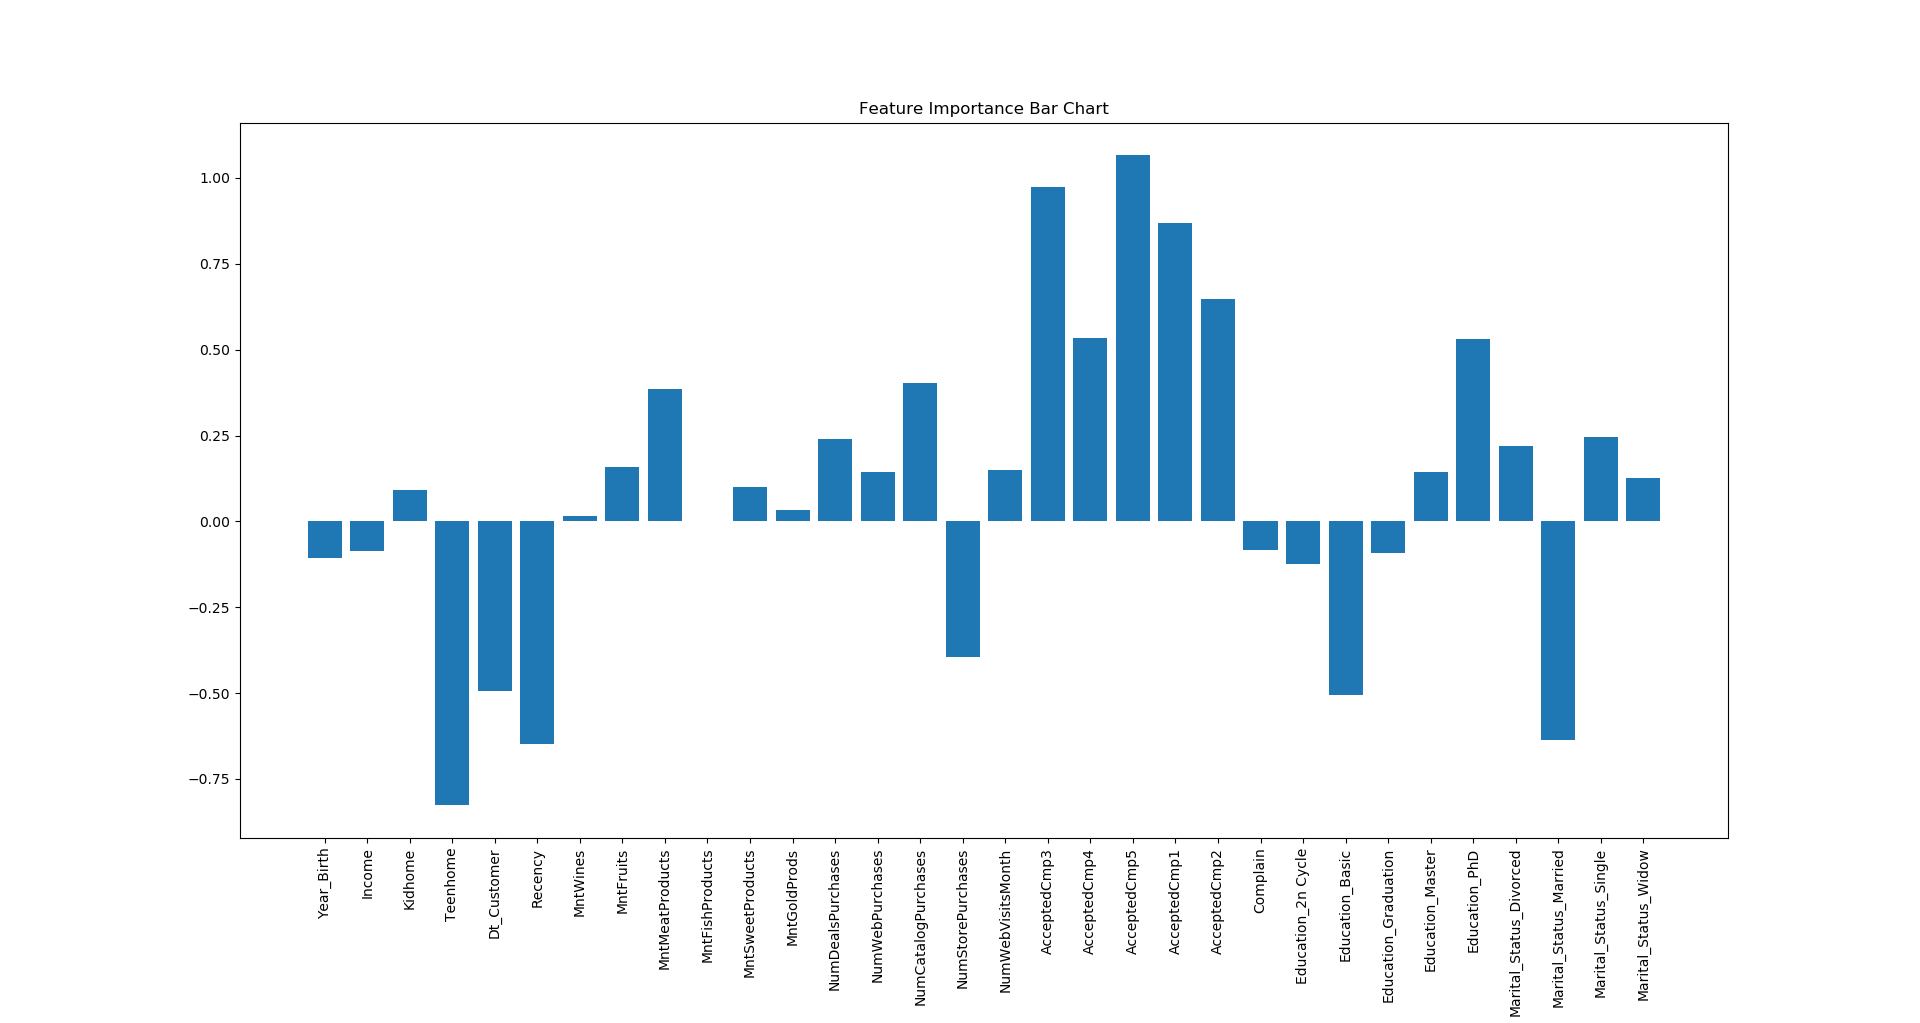 Feature Importance Bar Chart
1.00
0.75
0.50
0.25
0.00
−0.25
−0.50
−0.75
Year_Birth
Income
Kidhome
Teenhome
Dt_Customer
Recency
MntWines
MntFruits
MntMeatProducts
MntFishProducts
MntSweetProducts
MntGoldProds
NumDealsPurchases
NumWebPurchases
NumCatalogPurchases
NumStorePurchases
NumWebVisitsMonth
AcceptedCmp3
AcceptedCmp4
AcceptedCmp5
AcceptedCmp1
AcceptedCmp2
Complain
Education_2n Cycle
Education_Basic
Education_Graduation
Education_Master
Education_PhD
Marital_Status_Divorced
Marital_Status_Married
Marital_Status_Single
Marital_Status_Widow